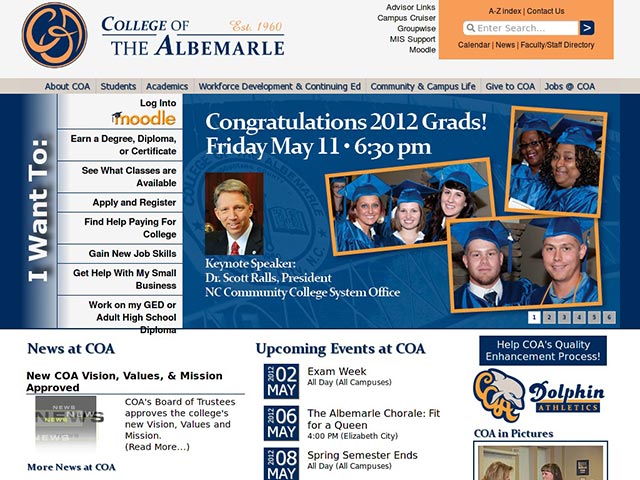 COLLEGE OF Est. 1960
THE ALBEMARLE
Advisor Links
Campus Cruiser
Groupwise
MIS Support
Moodle
A-Z index | Contact Us
Enter Search... >
Calendar | News | Faculty/Staff Directory
About COA | Students | Academics | Workforce Development & Continuing Ed | Community & Campus Life | Give to COA | Jobs @ COA
I Want To:
Log Into
moodle
Earn a Degree, Diploma,
or Certificate
See What Classes are
Available
Apply and Register
Find Help Paying For
College
Gain New Job Skills
Get Help With My Small
Business
Work on my GED or
Adult High School
Diploma
Congratulations 2012 Grads!
Friday May 11 • 6:30 pm
Keynote Speaker:
Dr. Scott Ralls, President
NC Community College System Office
1 2 3 4 5 6
News at COA
New COA Vision, Values, & Mission
Approved
NEWS
NEWS
NEWS
COA's Board of Trustees
approves the college's
new Vision, Values and
Mission.
(Read More...)
More News at COA
Upcoming Events at COA
2012 02 MAY
Exam Week
All Day (All Campuses)
2012 06 MAY
The Albemarle Chorale: Fit
for a Queen
4:00 PM (Elizabeth City)
2012 08 MAY
Spring Semester Ends
All Day (All Campuses)
Help COA's Quality
Enhancement Process!
COA Dolphin
ATHLETICS
COA in Pictures